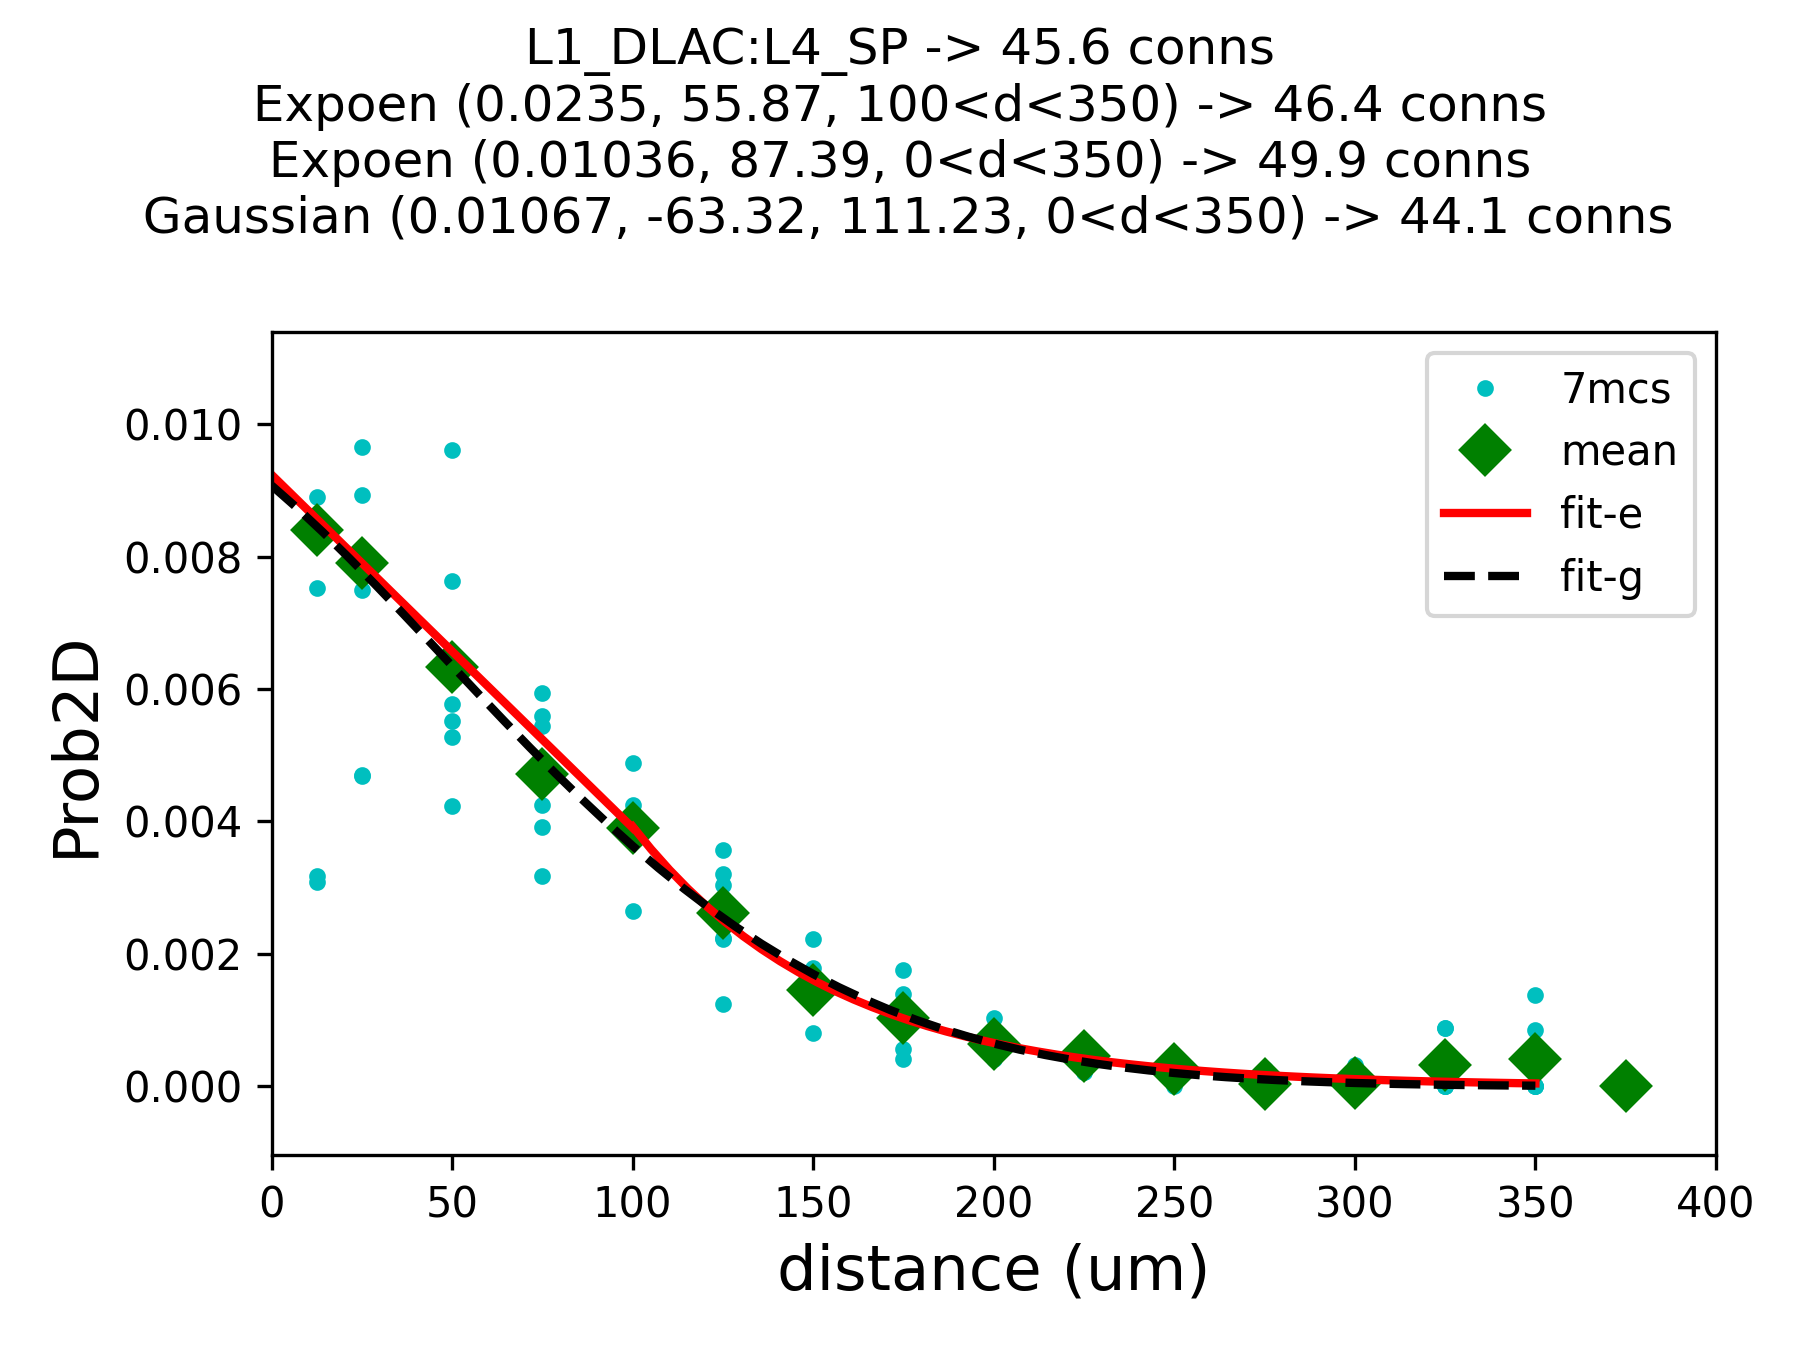 L1_DLAC:L4_SP -> 45.6 conns
Expoen (0.0235, 55.87, 100<d<350) -> 46.4 conns
Expoen (0.01036, 87.39, 0<d<350) -> 49.9 conns
Gaussian (0.01067, -63.32, 111.23, 0<d<350) -> 44.1 conns
7mcs
mean
fit-e
fit-g
Prob2D
0.010
0.008
0.006
0.004
0.002
0.000
0 50 100 150 200 250 300 350 400
distance (um)